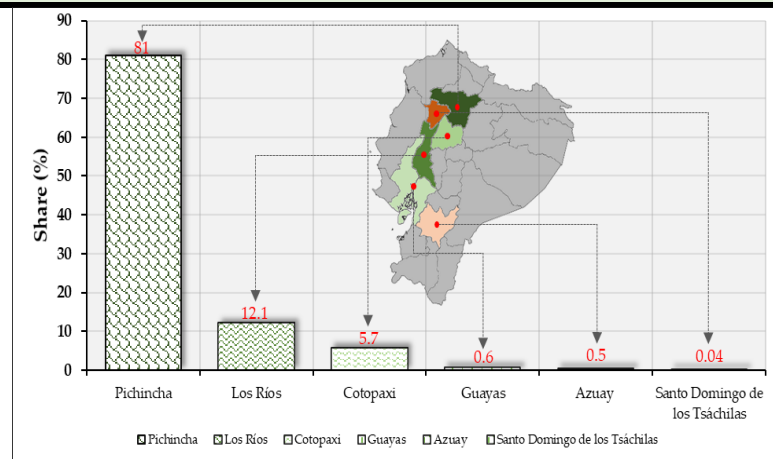 Share (%)
90
80
70
60
50
40
30
20
10
0
81
12.1
5.7
0.6
0.5
0.04
Pichincha
Los Ríos
Cotopaxi
Guayas
Azuay
Santo Domingo de
los Tsáchilas
Pichincha Los Ríos Cotopaxi Guayas Azuay Santo Domingo de los Tsáchilas